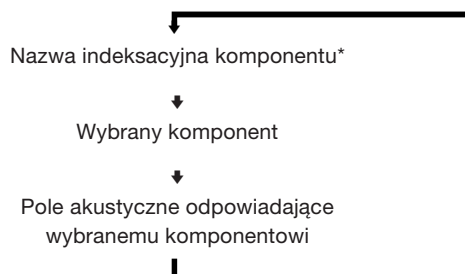 Nazwa indeksacyjna komponentu*
Wybrany komponent
Pole akustyczne odpowiadające
wybranemu komponentowi